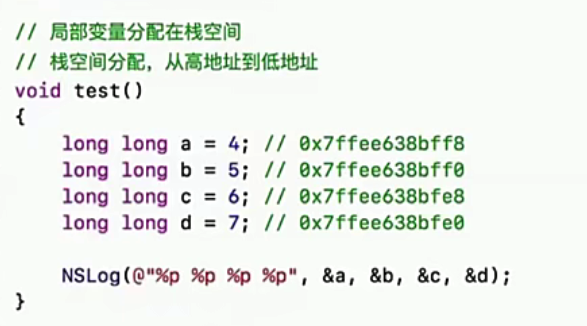 // 局部变量分配在栈空间
// 栈空间分配，从高地址到低地址
void test()
{
    long long a = 4; // 0x7ffee638bff8
    long long b = 5; // 0x7ffee638bff0
    long long c = 6; // 0x7ffee638bfe8
    long long d = 7; // 0x7ffee638bfe0

    NSLog(@"%p %p %p %p", &a, &b, &c, &d);
}